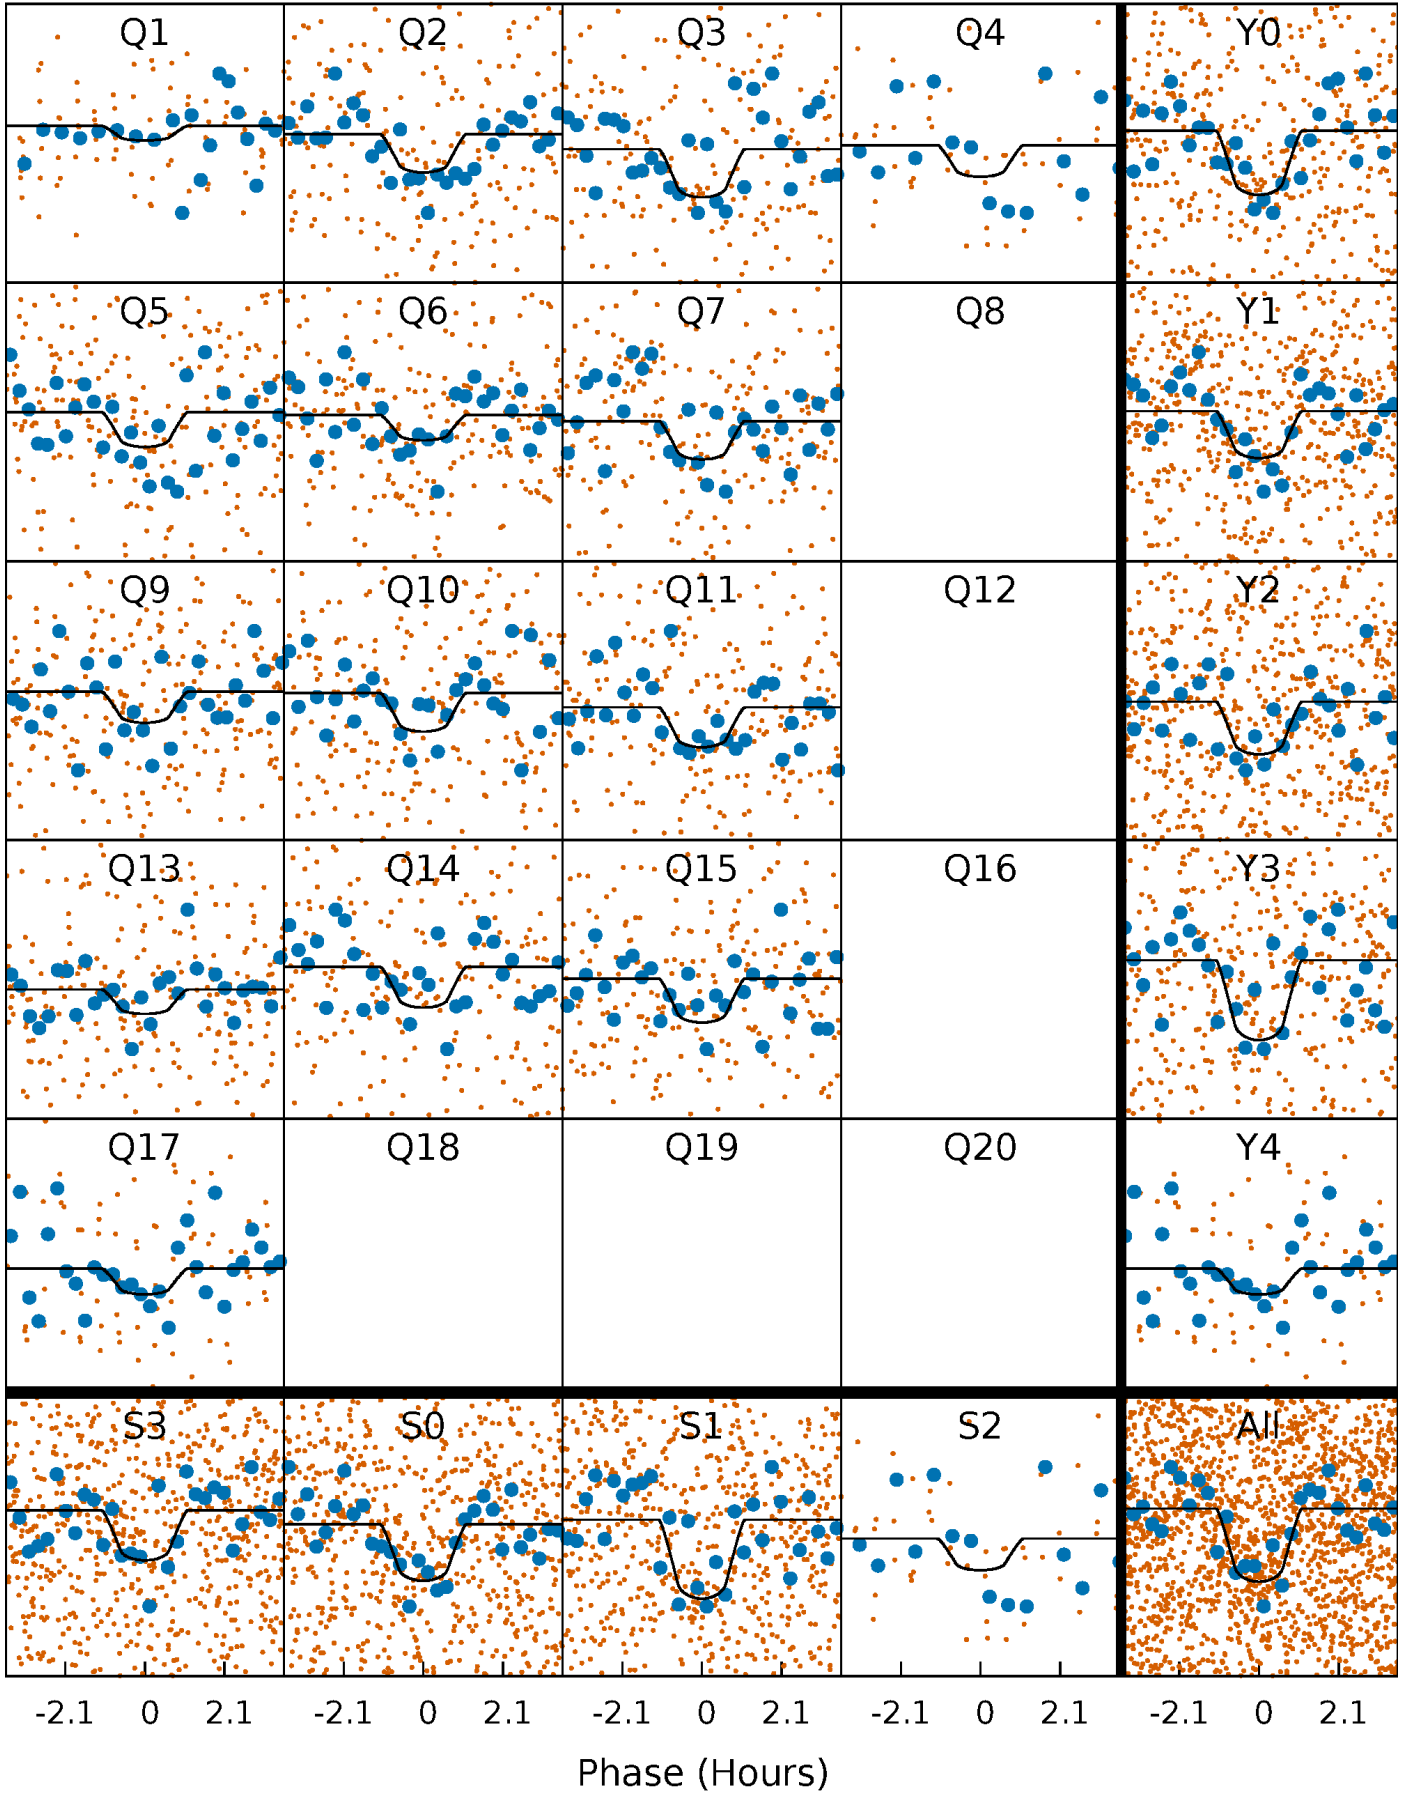 Q1 Q2 Q3 Q4 Y0
Q5 Q6 Q7 Q8 Y1
Q9 Q10 Q11 Q12 Y2
Q13 Q14 Q15 Q16 Y3
Q17 Q18 Q19 Q20 Y4
S3 S0 S1 S2 All
-2.1 0 2.1 -2.1 0 2.1 -2.1 0 2.1 -2.1 0 2.1 -2.1 0 2.1
Phase (Hours)